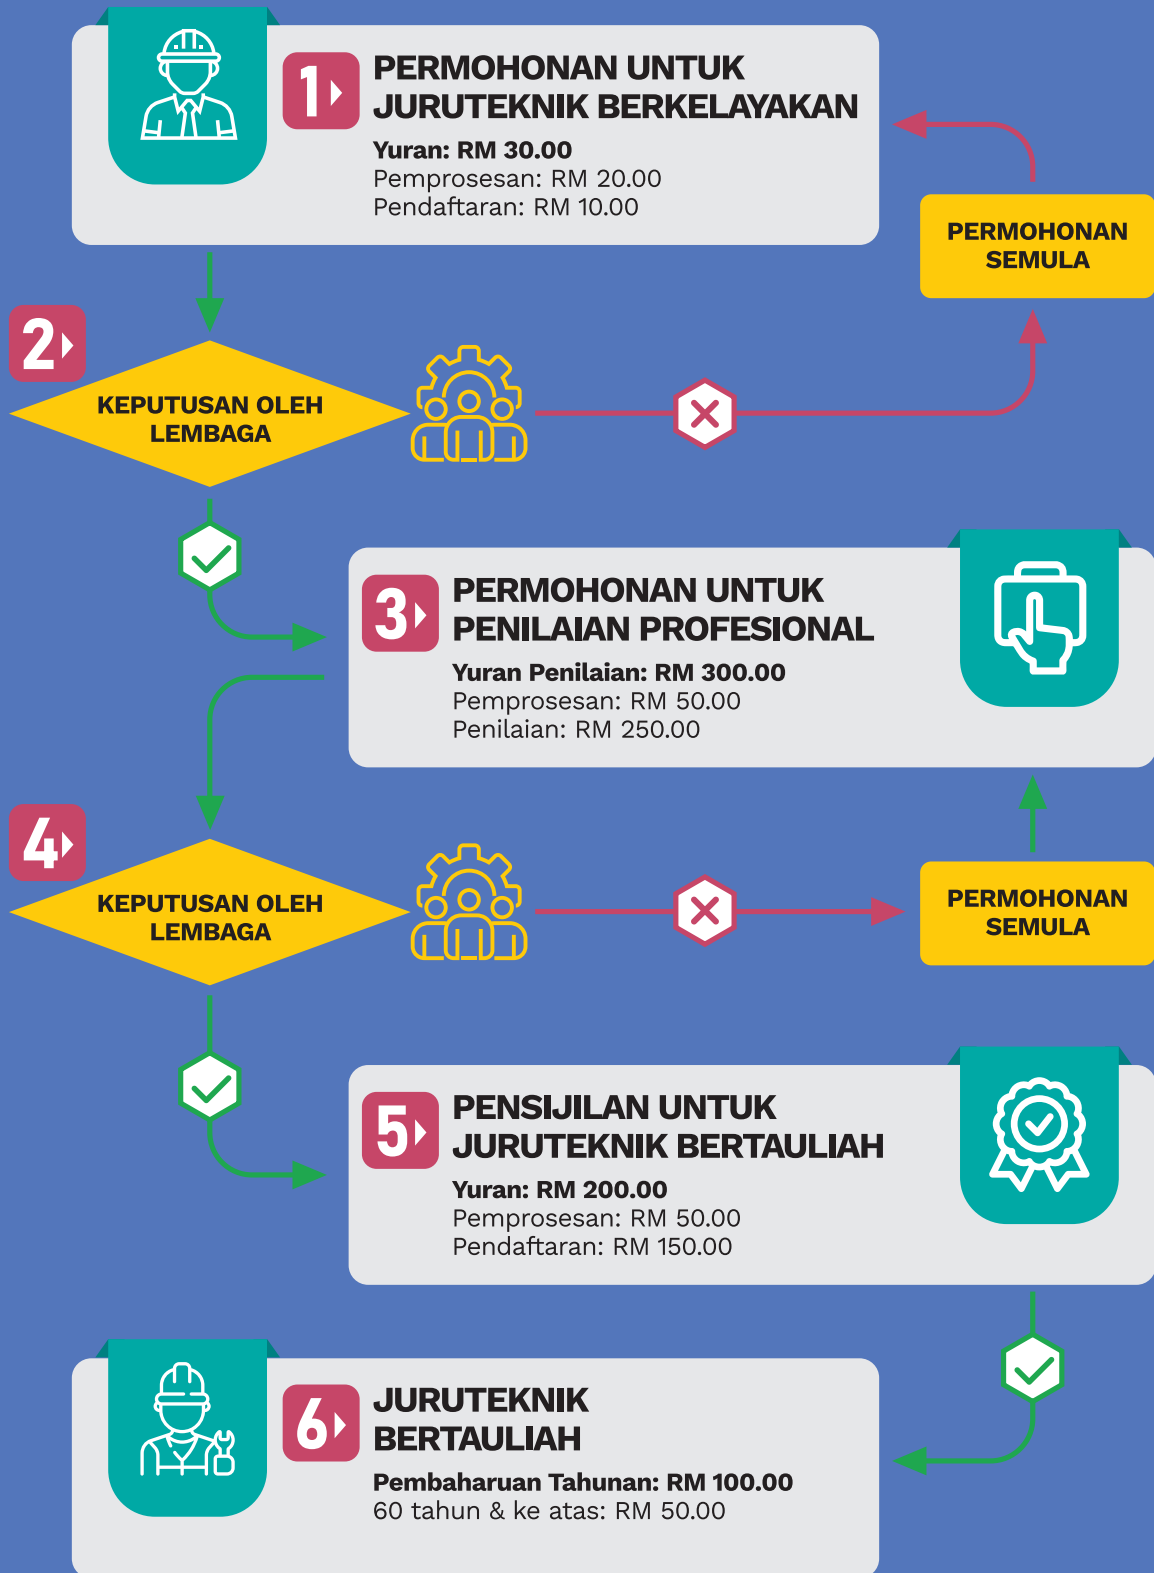 1
PERMOHONAN UNTUK
JURUTEKNIK BERKELAYAKAN
Yuran: RM 30.00
Pemprosesan: RM 20.00
Pendaftaran: RM 10.00
PERMOHONAN
SEMULA
2
KEPUTUSAN OLEH
LEMBAGA
3
PERMOHONAN UNTUK
PENILAIAN PROFESIONAL
Yuran Penilaian: RM 300.00
Pemprosesan: RM 50.00
Penilaian: RM 250.00
4
KEPUTUSAN OLEH
LEMBAGA
PERMOHONAN
SEMULA
5
PENSIJILAN UNTUK
JURUTEKNIK BERTAULIAH
Yuran: RM 200.00
Pemprosesan: RM 50.00
Pendaftaran: RM 150.00
6
JURUTEKNIK
BERTAULIAH
Pembaharuan Tahunan: RM 100.00
60 tahun & ke atas: RM 50.00